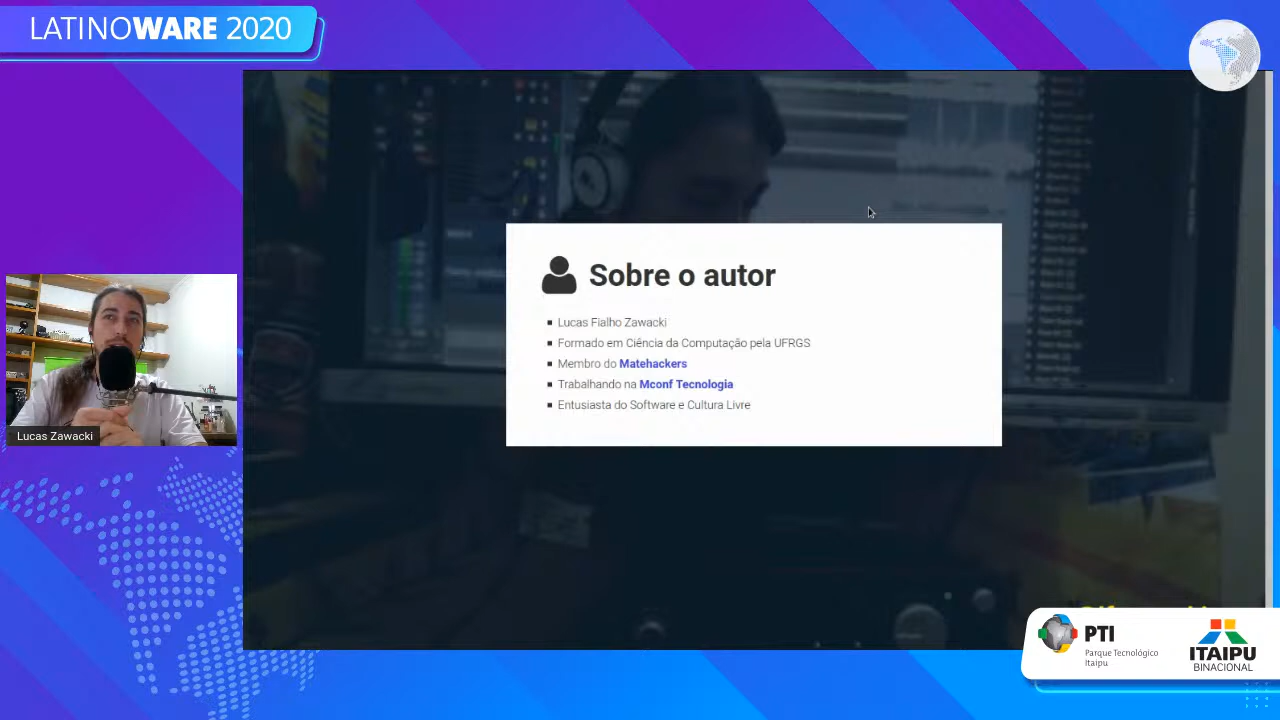 LATINOWARE 2020
Sobre o autor
Lucas Fialho Zawacki
Formado em Ciência da Computação pela UFRGS
Membro do Matehackers
Trabalhando na Mconf Tecnologia
Entusiasta do Software e Cultura Livre
Lucas Zawacki
PTI
Parque Tecnológico
Itaipu
ITAIPU
BINACIONAL